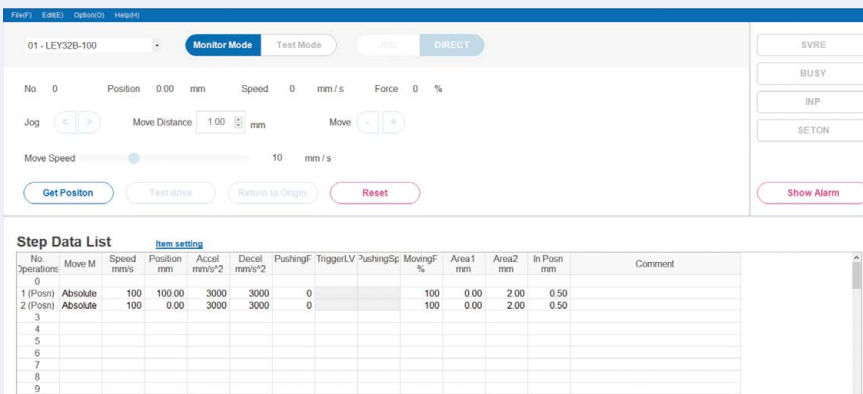 File(F) Edit(E) Option(O) Help(H)
01 - LEY32B-100 Monitor Mode Test Mode JOG DIRECT SVRE
BUSY
No. 0 Position 0.00 mm Speed 0 mm / s Force 0 %
INP
Jog < > Move Distance 1.00 mm Move - +
SETON
Move Speed 10 mm / s
Get Positon Test drive Return to Origin Reset Show Alarm
Step Data List Item setting
No. Move M Speed Position Accel Decel PushingF TriggerLV PushingSp MovingF Area1 Area2 In Posn Comment
Operations mm/s mm mm/s^2 mm/s^2 % mm mm mm
0
1 (Posn) Absolute 100 100.00 3000 3000 0 100 0.00 2.00 0.50
2 (Posn) Absolute 100 0.00 3000 3000 0 100 0.00 2.00 0.50
3
4
5
6
7
8
9